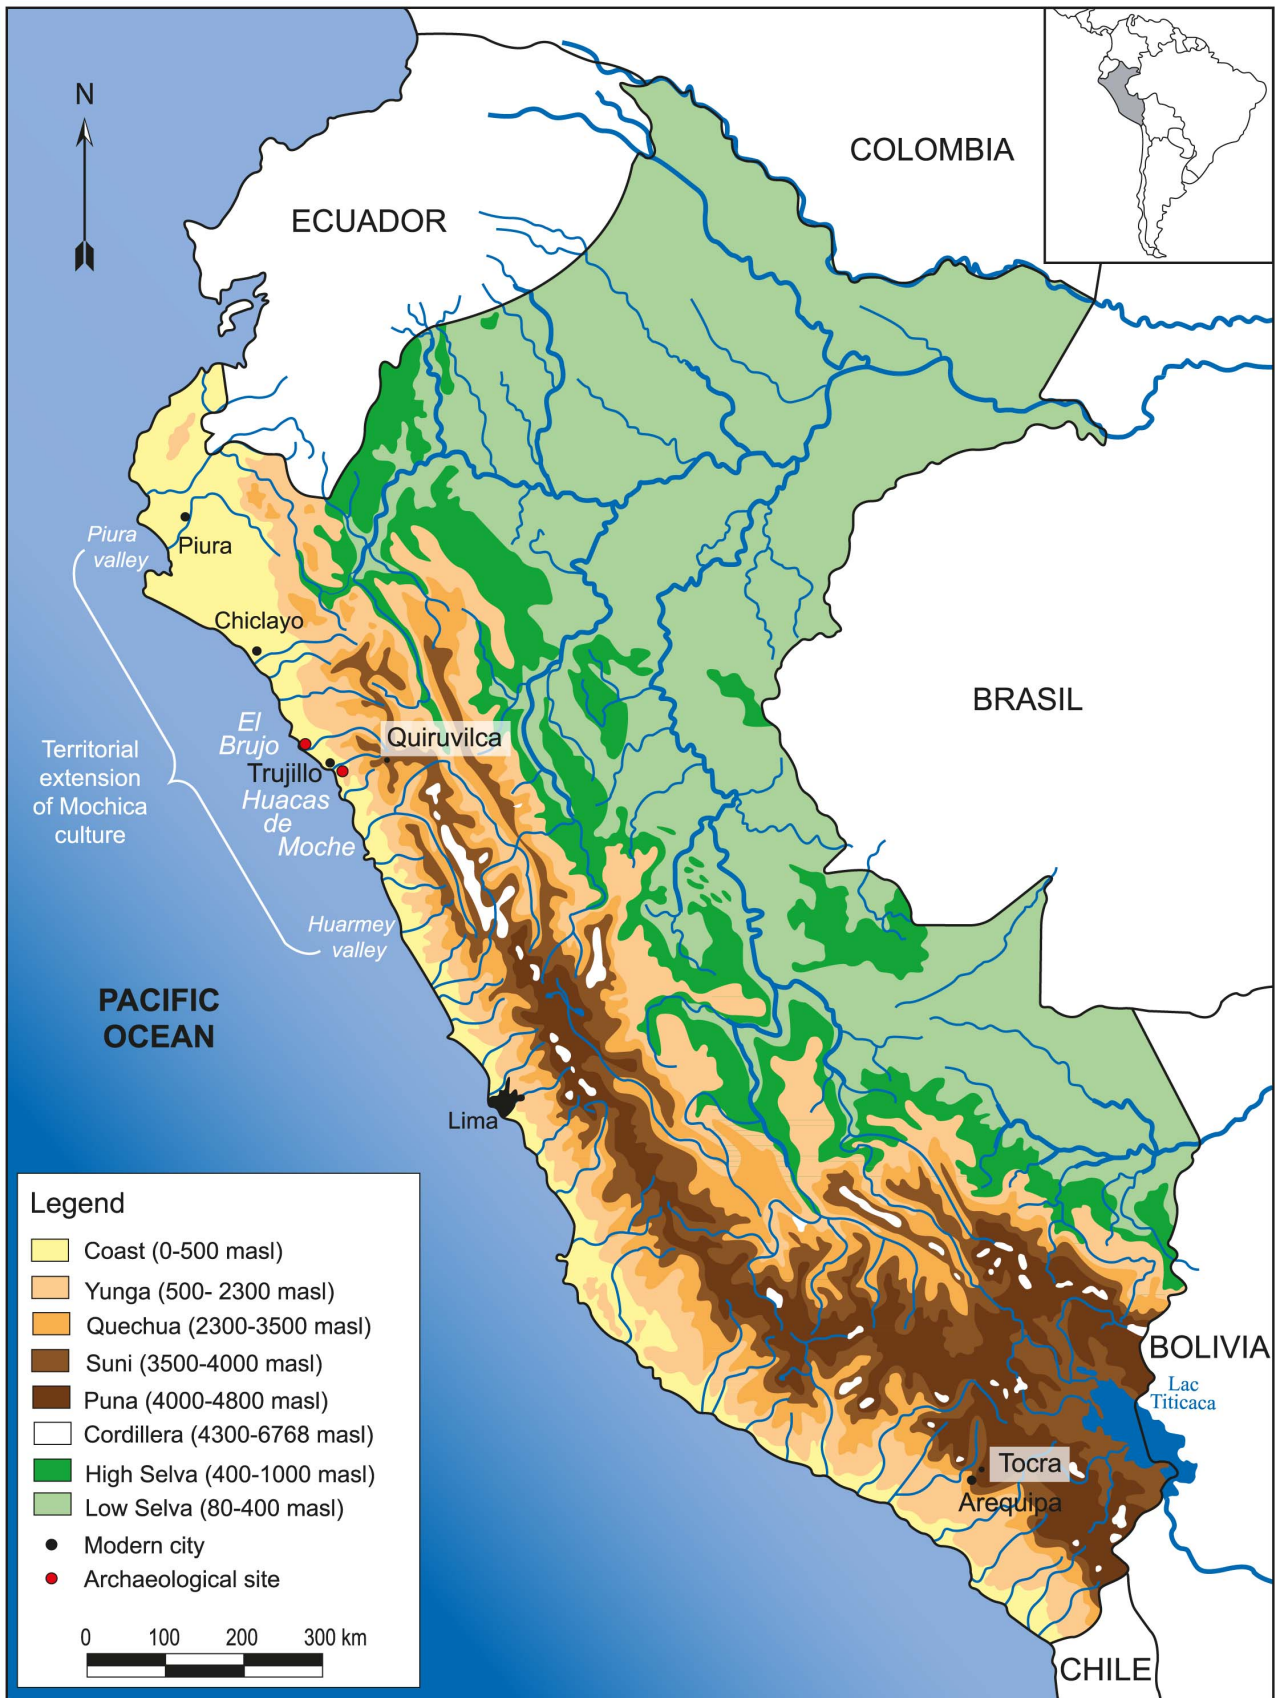 N
COLOMBIA
ECUADOR
Piura
valley
Piura
Chiclayo
BRASIL
El
Brujo
Quiruvilca
Trujillo
Territorial
extension
of Mochica
culture
Huacas
de
Moche
Huarmey
valley
PACIFIC
OCEAN
Lima
BOLIVIA
Lac
Titicaca
Tocra
Arequipa
CHILE
Legend
Coast (0-500 masl)
Yunga (500- 2300 masl)
Quechua (2300-3500 masl)
Suni (3500-4000 masl)
Puna (4000-4800 masl)
Cordillera (4300-6768 masl)
High Selva (400-1000 masl)
Low Selva (80-400 masl)
Modern city
Archaeological site
0 100 200 300 km